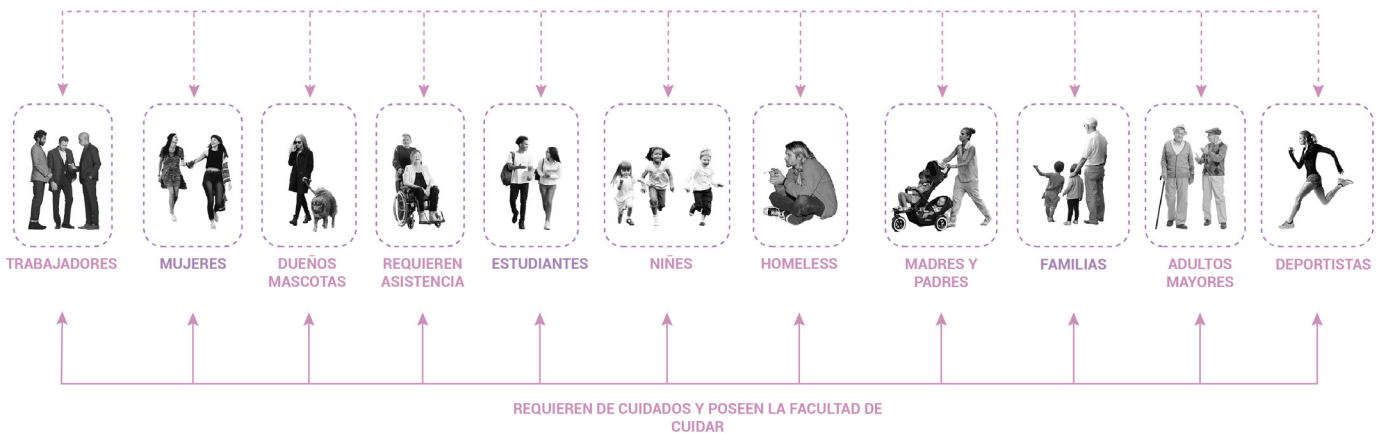 TRABAJADORES
MUJERES
DUEÑOS
MASCOTAS
REQUIEREN
ASISTENCIA
ESTUDIANTES
NIÑES
HOMELESS
MADRES Y
PADRES
FAMILIAS
ADULTOS
MAYORES
DEPORTISTAS
REQUIEREN DE CUIDADOS Y POSEEN LA FACULTAD DE
CUIDAR